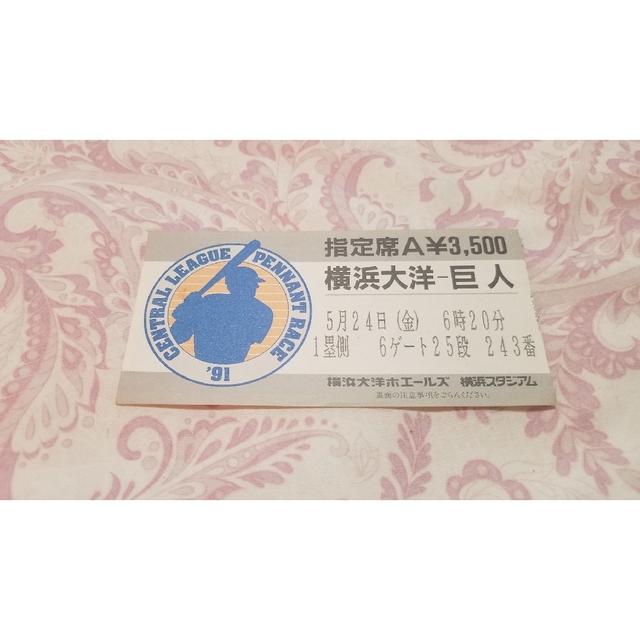 CENTRAL LEAGUE PENNANT RACE
'91
指定席A¥3,500
横浜大洋-巨人
5月24日(金) 6時20分
1塁側 6ゲート25段 243番
横浜大洋ホエールズ 横浜スタジアム
裏面の注意事項をごらんください。